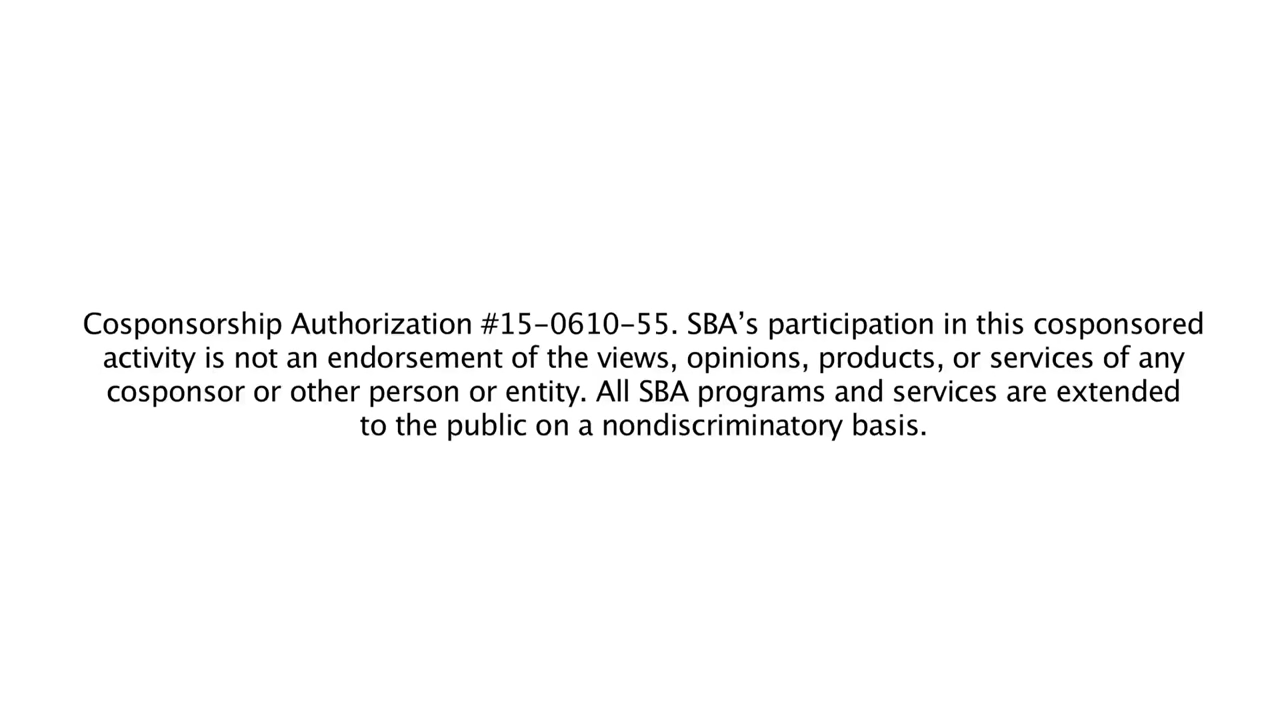 Cosponsorship Authorization #15-0610-55. SBA’s participation in this cosponsored
activity is not an endorsement of the views, opinions, products, or services of any
cosponsor or other person or entity. All SBA programs and services are extended
to the public on a nondiscriminatory basis.